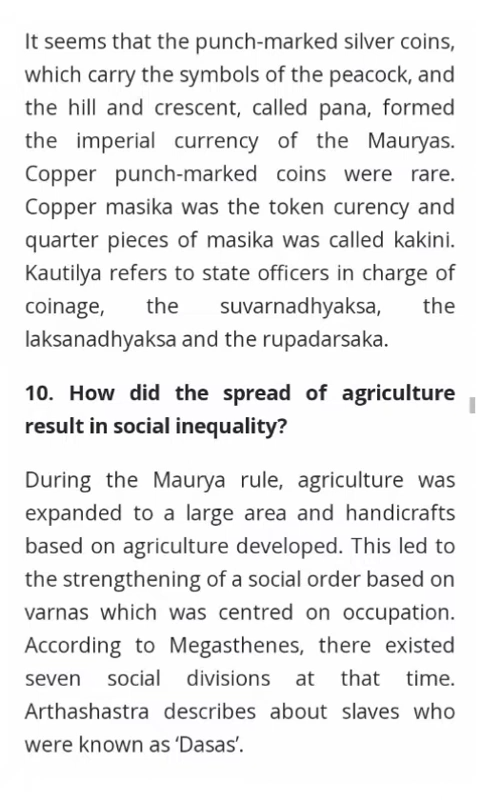 It seems that the punch-marked silver coins,
which carry the symbols of the peacock, and
the hill and crescent, called pana, formed
the imperial currency of the Mauryas.
Copper punch-marked coins were rare.
Copper masika was the token curency and
quarter pieces of masika was called kakini.
Kautilya refers to state officers in charge of
coinage, the suvarnadhyaksa, the
laksanadhyaksa and the rupadarsaka.
10. How did the spread of agriculture
result in social inequality?
During the Maurya rule, agriculture was
expanded to a large area and handicrafts
based on agriculture developed. This led to
the strengthening of a social order based on
varnas which was centred on occupation.
According to Megasthenes, there existed
seven social divisions at that time.
Arthashastra describes about slaves who
were known as ‘Dasas’.